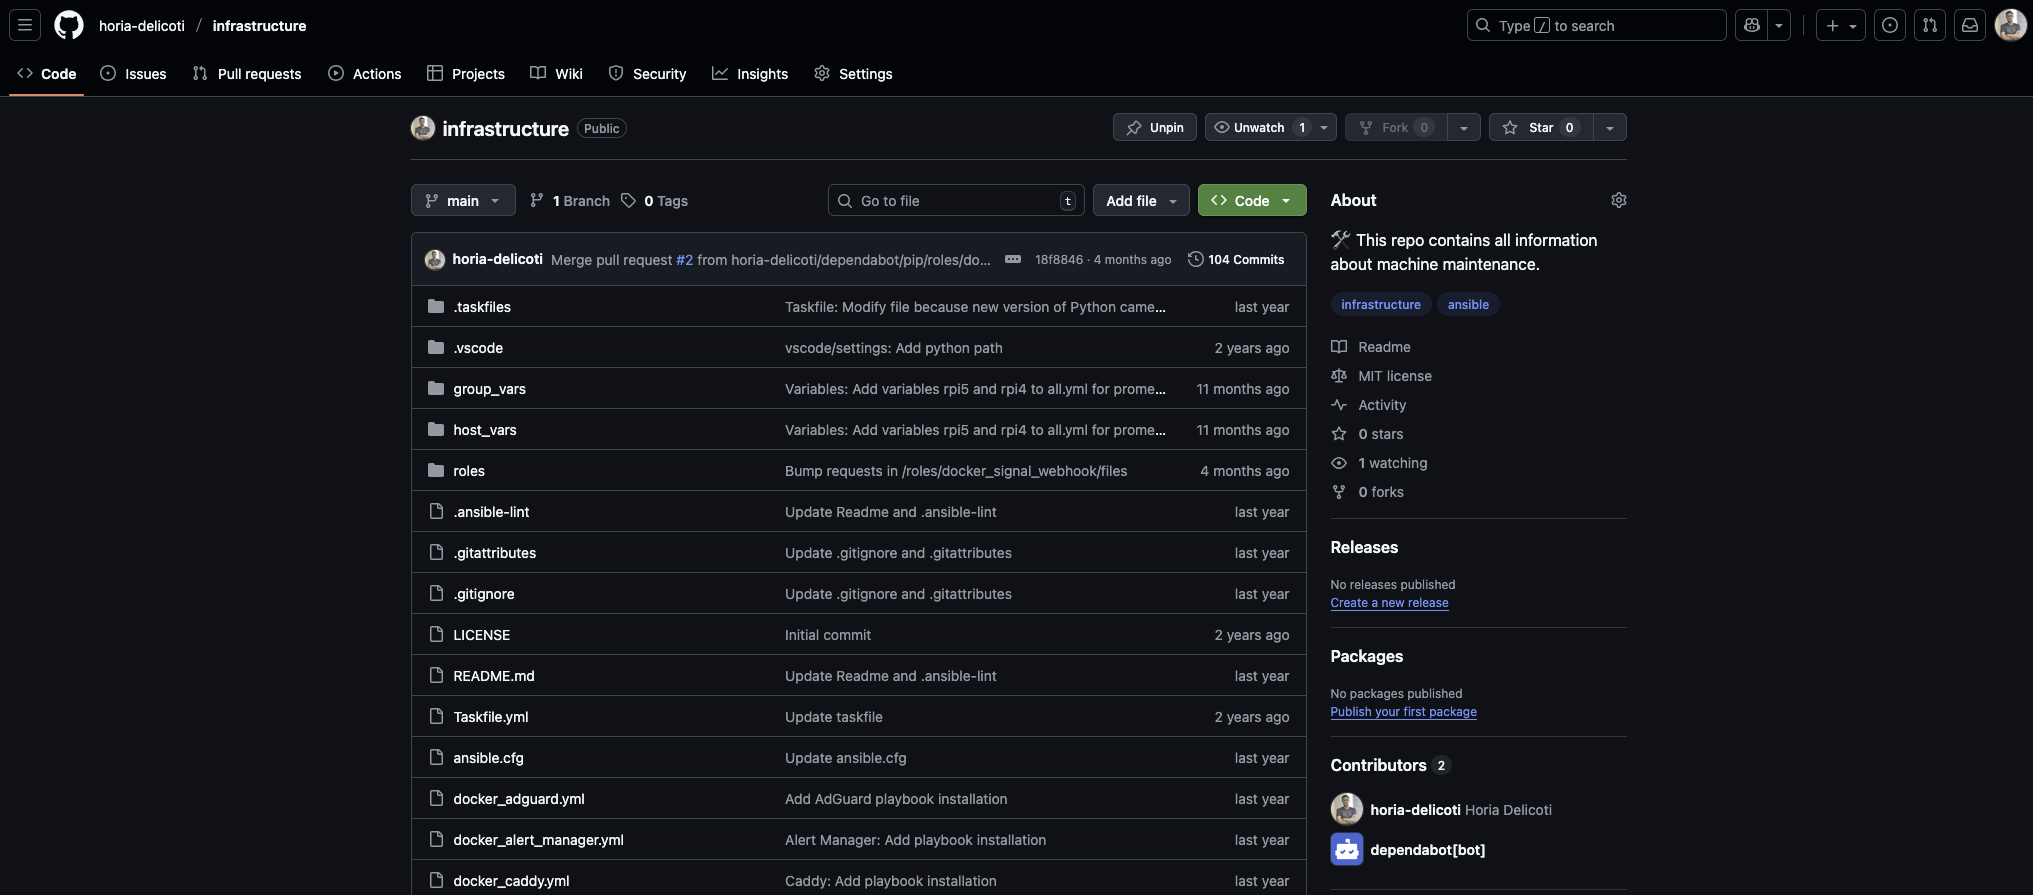 horia-delicoti / infrastructure
Type / to search
Code Issues Pull requests Actions Projects Wiki Security Insights Settings
infrastructure Public
Unpin Unwatch 1 Fork 0 Star 0
main 1 Branch 0 Tags Go to file t Add file Code
horia-delicoti Merge pull request #2 from horia-delicoti/dependabot/pip/roles/do... 18f8846 · 4 months ago 104 Commits
.taskfiles Taskfile: Modify file because new version of Python came... last year
.vscode vscode/settings: Add python path 2 years ago
group_vars Variables: Add variables rpi5 and rpi4 to all.yml for prome... 11 months ago
host_vars Variables: Add variables rpi5 and rpi4 to all.yml for prome... 11 months ago
roles Bump requests in /roles/docker_signal_webhook/files 4 months ago
.ansible-lint Update Readme and .ansible-lint last year
.gitattributes Update .gitignore and .gitattributes last year
.gitignore Update .gitignore and .gitattributes last year
LICENSE Initial commit 2 years ago
README.md Update Readme and .ansible-lint last year
Taskfile.yml Update taskfile 2 years ago
ansible.cfg Update ansible.cfg last year
docker_adguard.yml Add AdGuard playbook installation last year
docker_alert_manager.yml Alert Manager: Add playbook installation last year
docker_caddy.yml Caddy: Add playbook installation last year
About
🛠️ This repo contains all information
about machine maintenance.
infrastructure ansible
Readme
MIT license
Activity
0 stars
1 watching
0 forks
Releases
No releases published
Create a new release
Packages
No packages published
Publish your first package
Contributors 2
horia-delicoti Horia Delicoti
dependabot[bot]